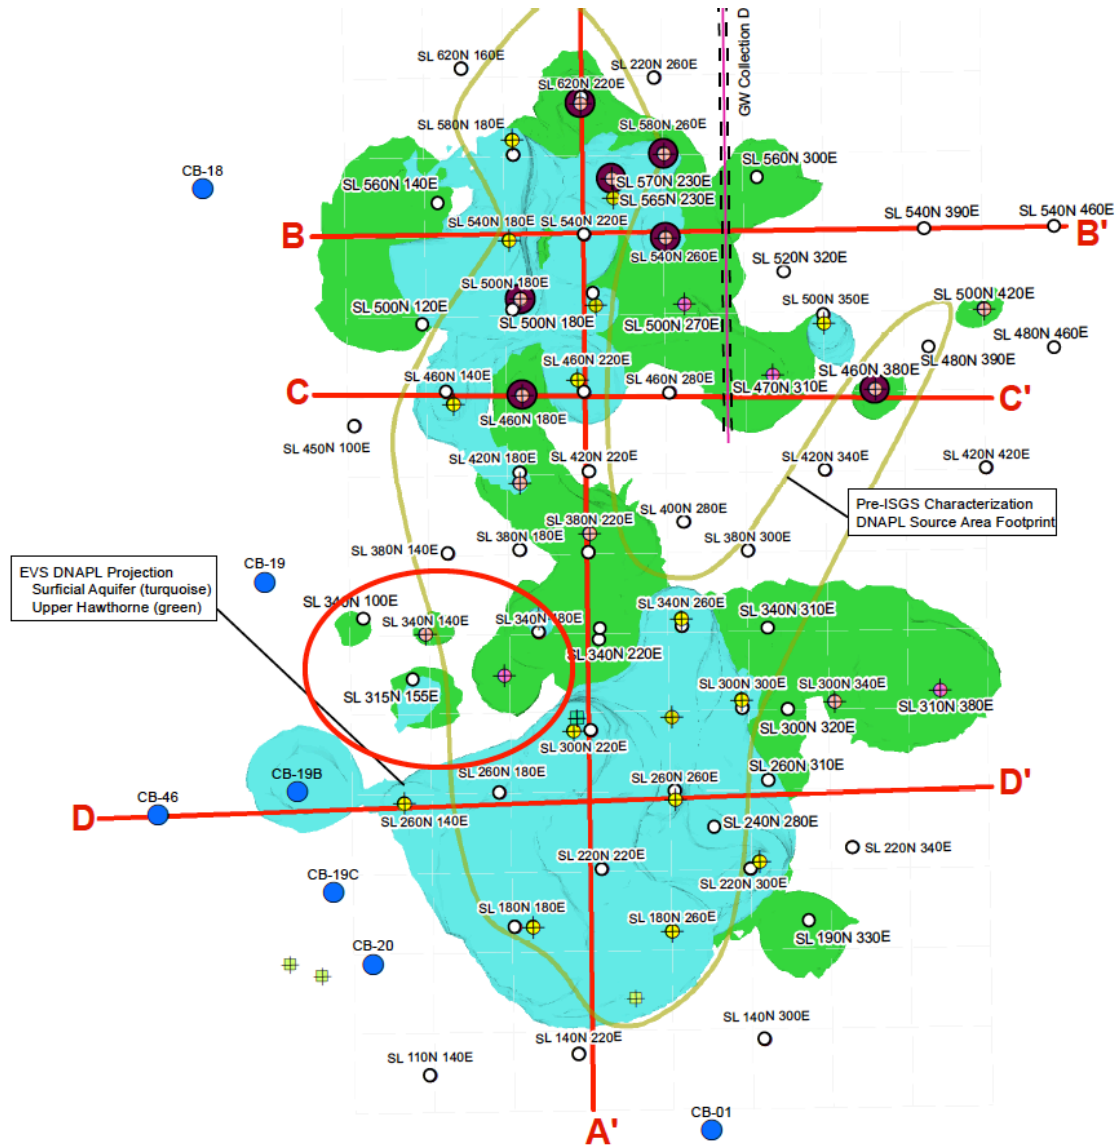 SL 620N 160E
SL 220N 260E
GW Collection D
SL 620N 220E
SL 580N 180E
SL 580N 260E
CB-18
SL 560N 300E
SL 560N 140E
SL 570N 230E
SL 565N 230E
SL 540N 180E
SL 540N 220E
SL 540N 390E
SL 540N 460E
B
B'
SL 540N 260E
SL 520N 320E
SL 500N 180E
SL 500N 120E
SL 500N 180E
SL 500N 270E
SL 500N 350E
SL 500N 420E
SL 480N 460E
SL 480N 390E
SL 460N 220E
SL 460N 140E
SL 460N 280E
SL 460N 380E
SL 470N 310E
C
C'
SL 460N 180E
SL 450N 100E
SL 420N 180E
SL 420N 220E
SL 420N 340E
SL 420N 420E
Pre-ISGS Characterization
DNAPL Source Area Footprint
SL 400N 280E
SL 380N 220E
SL 380N 140E
SL 380N 180E
SL 380N 300E
CB-19
EVS DNAPL Projection
Surficial Aquifer (turquoise)
Upper Hawthorne (green)
SL 340N 100E
SL 340N 140E
SL 340N 180E
SL 340N 260E
SL 340N 310E
SL 340N 220E
SL 315N 155E
SL 300N 300E
SL 300N 340E
SL 310N 380E
SL 300N 320E
SL 300N 220E
SL 260N 180E
SL 260N 260E
SL 260N 310E
CB-19B
CB-46
D
D'
SL 260N 140E
SL 240N 280E
SL 220N 340E
SL 220N 220E
SL 220N 300E
CB-19C
SL 180N 180E
SL 180N 260E
SL 190N 330E
CB-20
SL 140N 300E
SL 140N 220E
SL 110N 140E
CB-01
A'